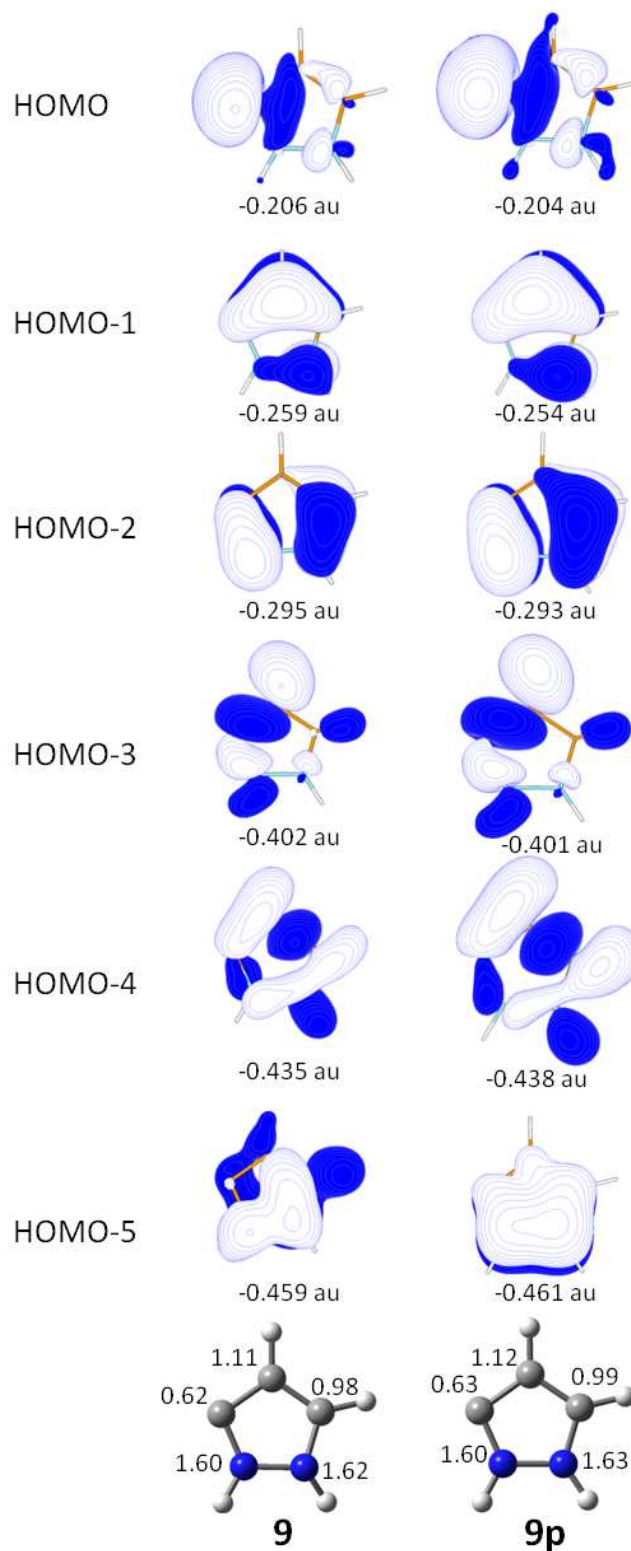 HOMO
-0.206 au -0.204 au
HOMO-1
-0.259 au -0.254 au
HOMO-2
-0.295 au -0.293 au
HOMO-3
-0.402 au -0.401 au
HOMO-4
-0.435 au -0.438 au
HOMO-5
-0.459 au -0.461 au
1.11 1.12
0.62 0.98 0.63 0.99
1.60 1.62 1.60 1.63
9 9p